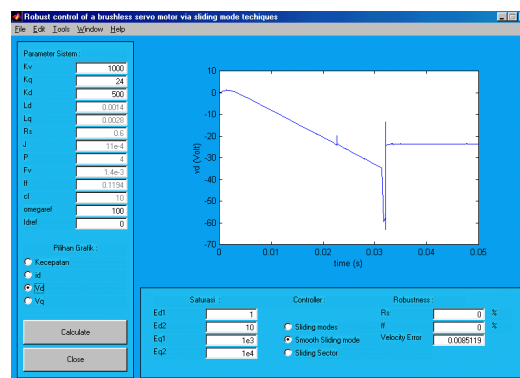 Robust control of a brushless servo motor via sliding mode techiques
File Edit Tools Window Help
Parameter Sistem :
Kv 1000
Kq 24
Kd 500
Ld 0.0014
Lq 0.0028
Rs 0.6
J 11e-4
P 4
Fv 1.4e-3
ff 0.1194
cl 10
omegaref 100
Idref 0
Pilihan Grafik :
Kecepatan
id
Vd
Vq
Calculate
Close
10
0
-10
-20
-30
-40
-50
-60
-70
vd (Volt)
0 0.01 0.02 0.03 0.04 0.05
time (s)
Saturasi : Controller : Robustness :
Ed1 1 Rs: 0 %
Ed2 10 Sliding modes ff 0 %
Eq1 1e3 Smooth Sliding mode Velocity Error 0.0085119
Eq2 1e4 Sliding Sector